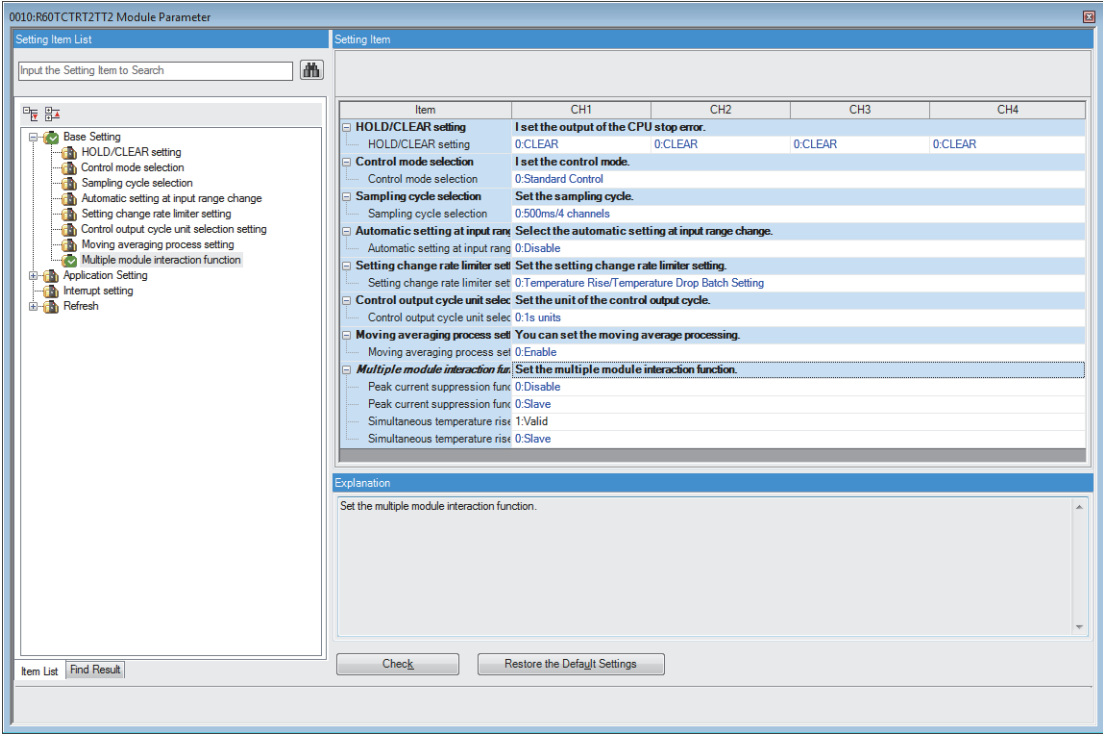 0010:R60TCTRT2TT2 Module Parameter
Setting Item List
Input the Setting Item to Search
Base Setting
HOLD/CLEAR setting
Control mode selection
Sampling cycle selection
Automatic setting at input range change
Setting change rate limiter setting
Control output cycle unit selection setting
Moving averaging process setting
Multiple module interaction function
Application Setting
Interrupt setting
Refresh
Item List Find Result
Setting Item
Item CH1 CH2 CH3 CH4
HOLD/CLEAR setting I set the output of the CPU stop error.
HOLD/CLEAR setting 0:CLEAR 0:CLEAR 0:CLEAR 0:CLEAR
Control mode selection I set the control mode.
Control mode selection 0:Standard Control
Sampling cycle selection Set the sampling cycle.
Sampling cycle selection 0:500ms/4 channels
Automatic setting at input rang Select the automatic setting at input range change.
Automatic setting at input rang 0:Disable
Setting change rate limiter sett Set the setting change rate limiter setting.
Setting change rate limiter set 0:Temperature Rise/Temperature Drop Batch Setting
Control output cycle unit selec Set the unit of the control output cycle.
Control output cycle unit selec 0:1s units
Moving averaging process sett You can set the moving average processing.
Moving averaging process set 0:Enable
Multiple module interaction fun Set the multiple module interaction function.
Peak current suppression func 0:Disable
Peak current suppression func 0:Slave
Simultaneous temperature rise 1:Valid
Simultaneous temperature rise 0:Slave
Explanation
Set the multiple module interaction function.
Check Restore the Default Settings